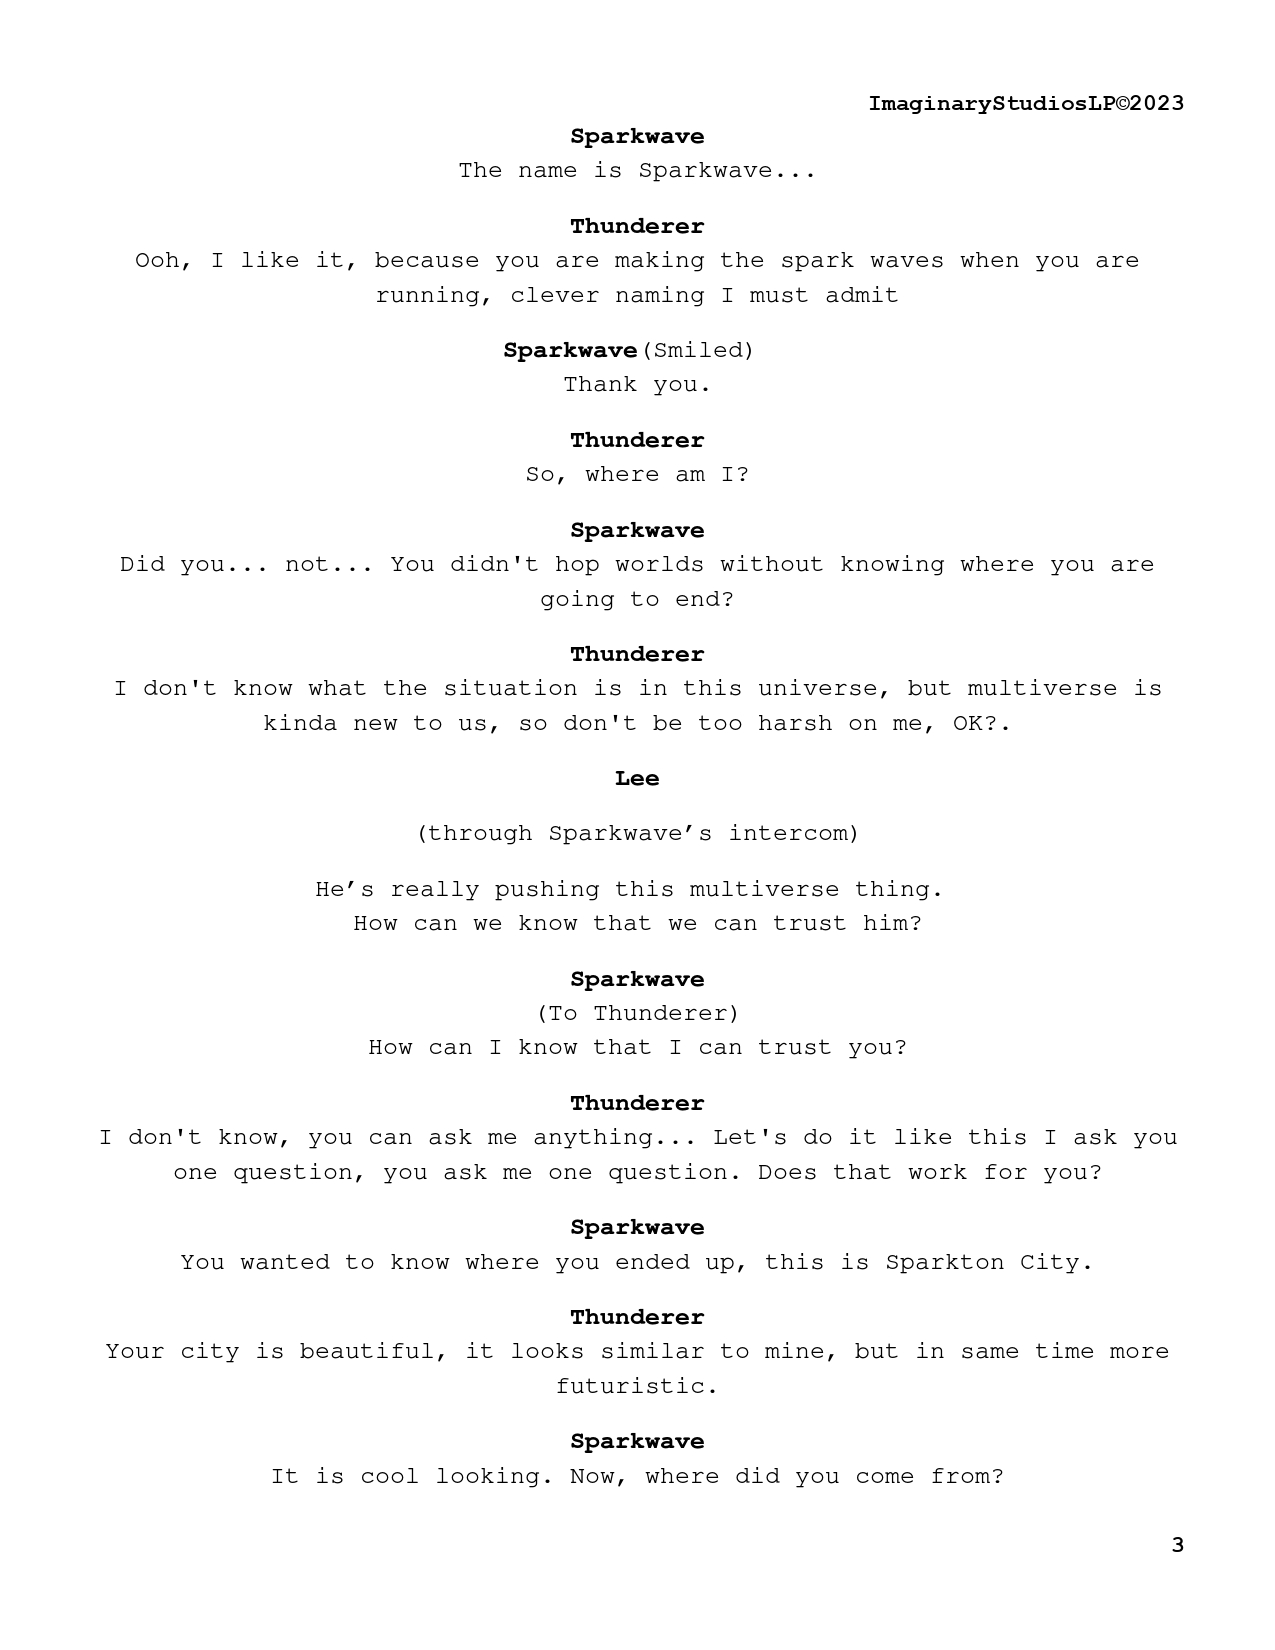 ImaginaryStudiosLP©2023
Sparkwave
The name is Sparkwave...
Thunderer
Ooh, I like it, because you are making the spark waves when you are
running, clever naming I must admit
Sparkwave(Smiled)
Thank you.
Thunderer
So, where am I?
Sparkwave
Did you... not... You didn't hop worlds without knowing where you are
going to end?
Thunderer
I don't know what the situation is in this universe, but multiverse is
kinda new to us, so don't be too harsh on me, OK?.
Lee
(through Sparkwave’s intercom)
He’s really pushing this multiverse thing.
How can we know that we can trust him?
Sparkwave
(To Thunderer)
How can I know that I can trust you?
Thunderer
I don't know, you can ask me anything... Let's do it like this I ask you
one question, you ask me one question. Does that work for you?
Sparkwave
You wanted to know where you ended up, this is Sparkton City.
Thunderer
Your city is beautiful, it looks similar to mine, but in same time more
futuristic.
Sparkwave
It is cool looking. Now, where did you come from?
3